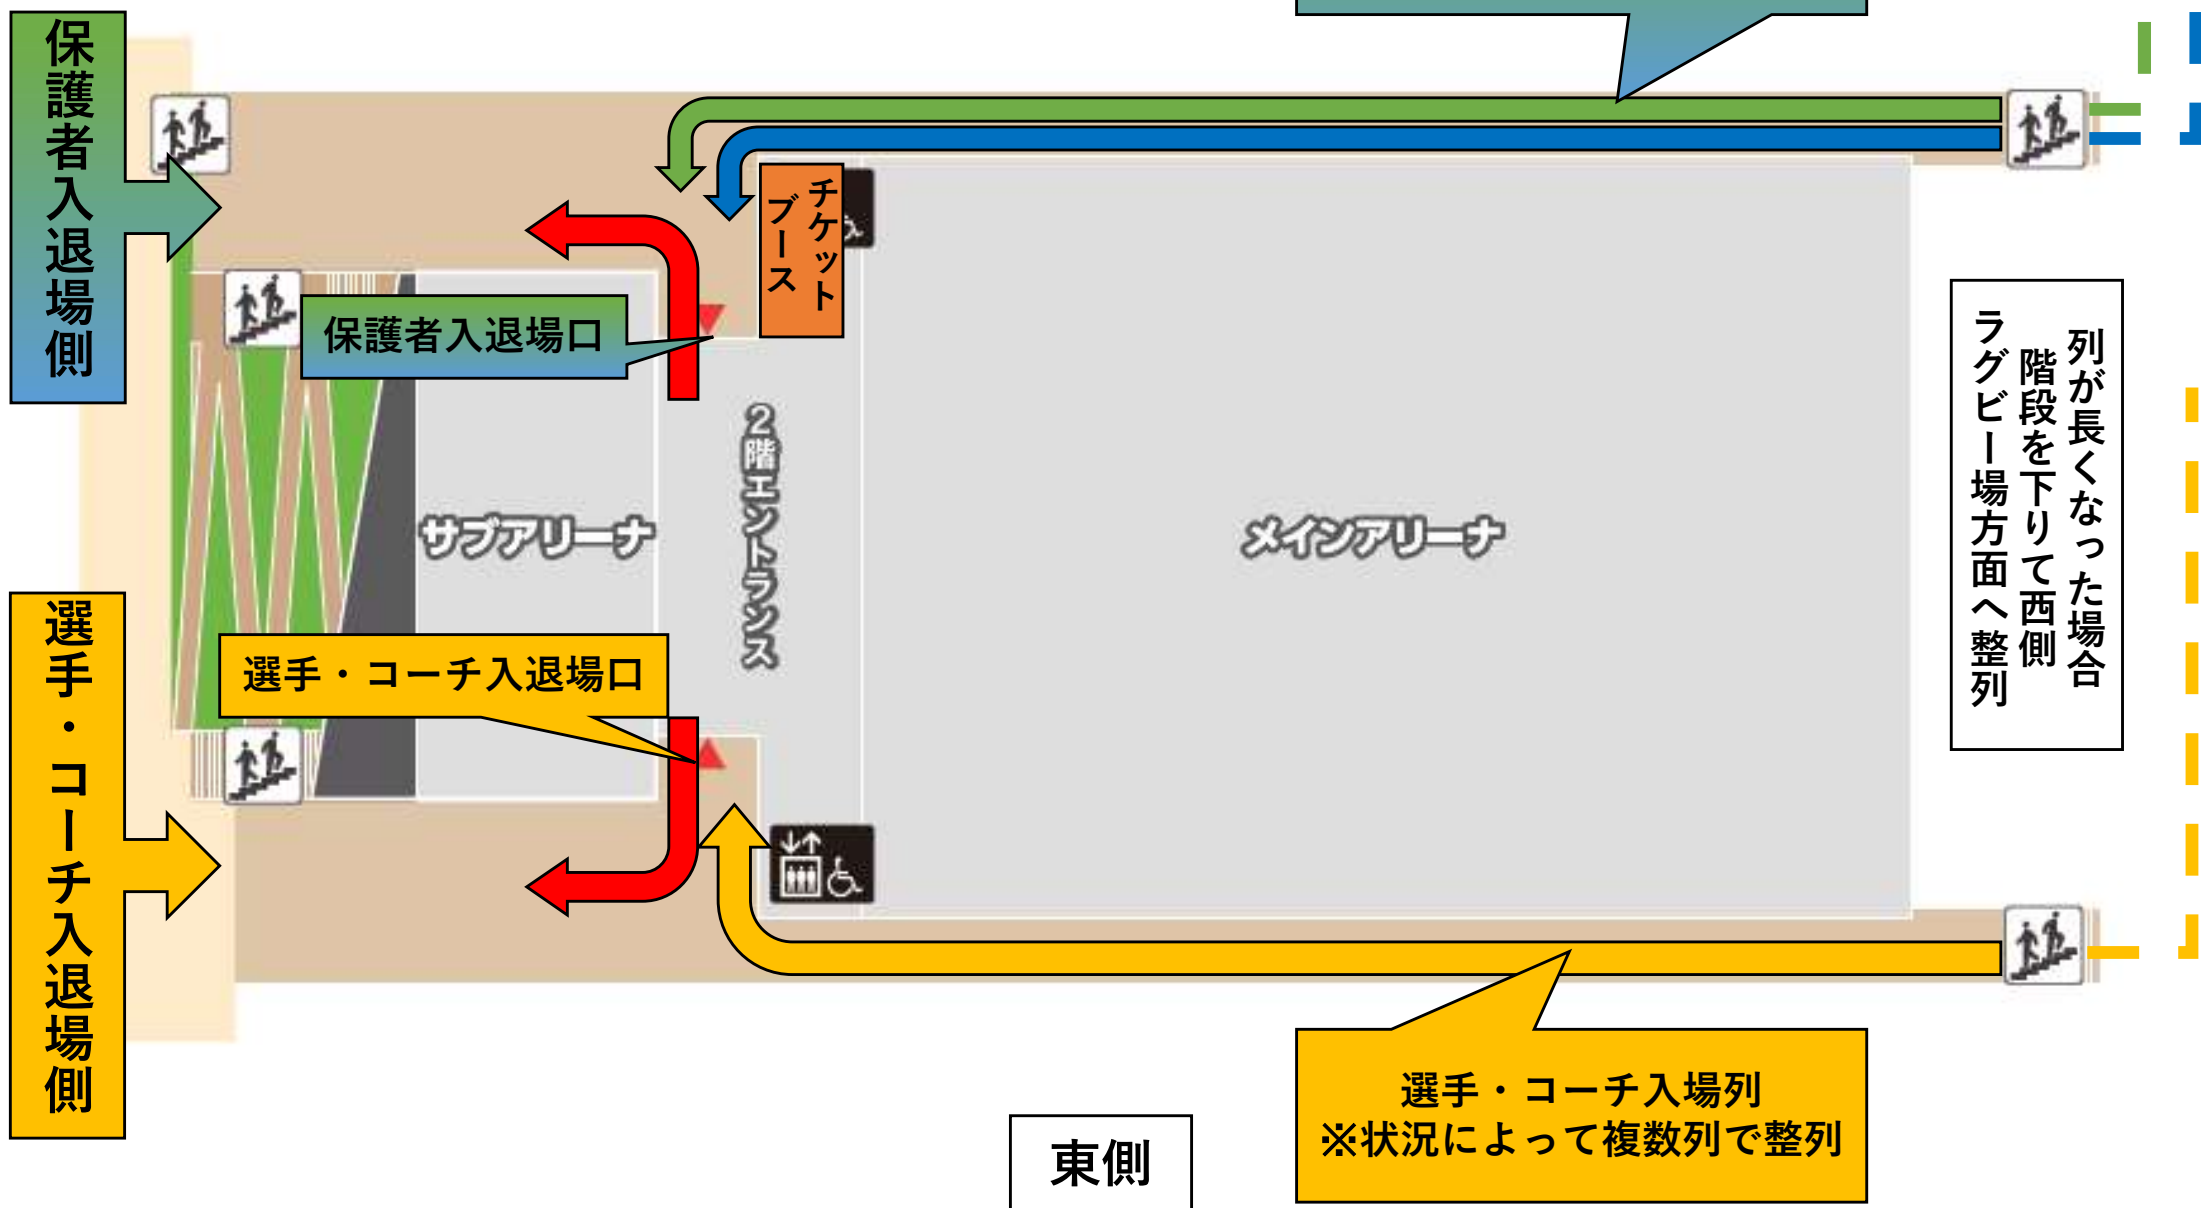 保護者入退場側
チケット
ブース
保護者入退場口
2階エントランス
サブアリーナ
メインアリーナ
列が長くなった場合
階段を下りて西側
ラグビー場方面へ整列
選手・コーチ入退場側
選手・コーチ入退場口
選手・コーチ入場列
※状況によって複数列で整列
東側